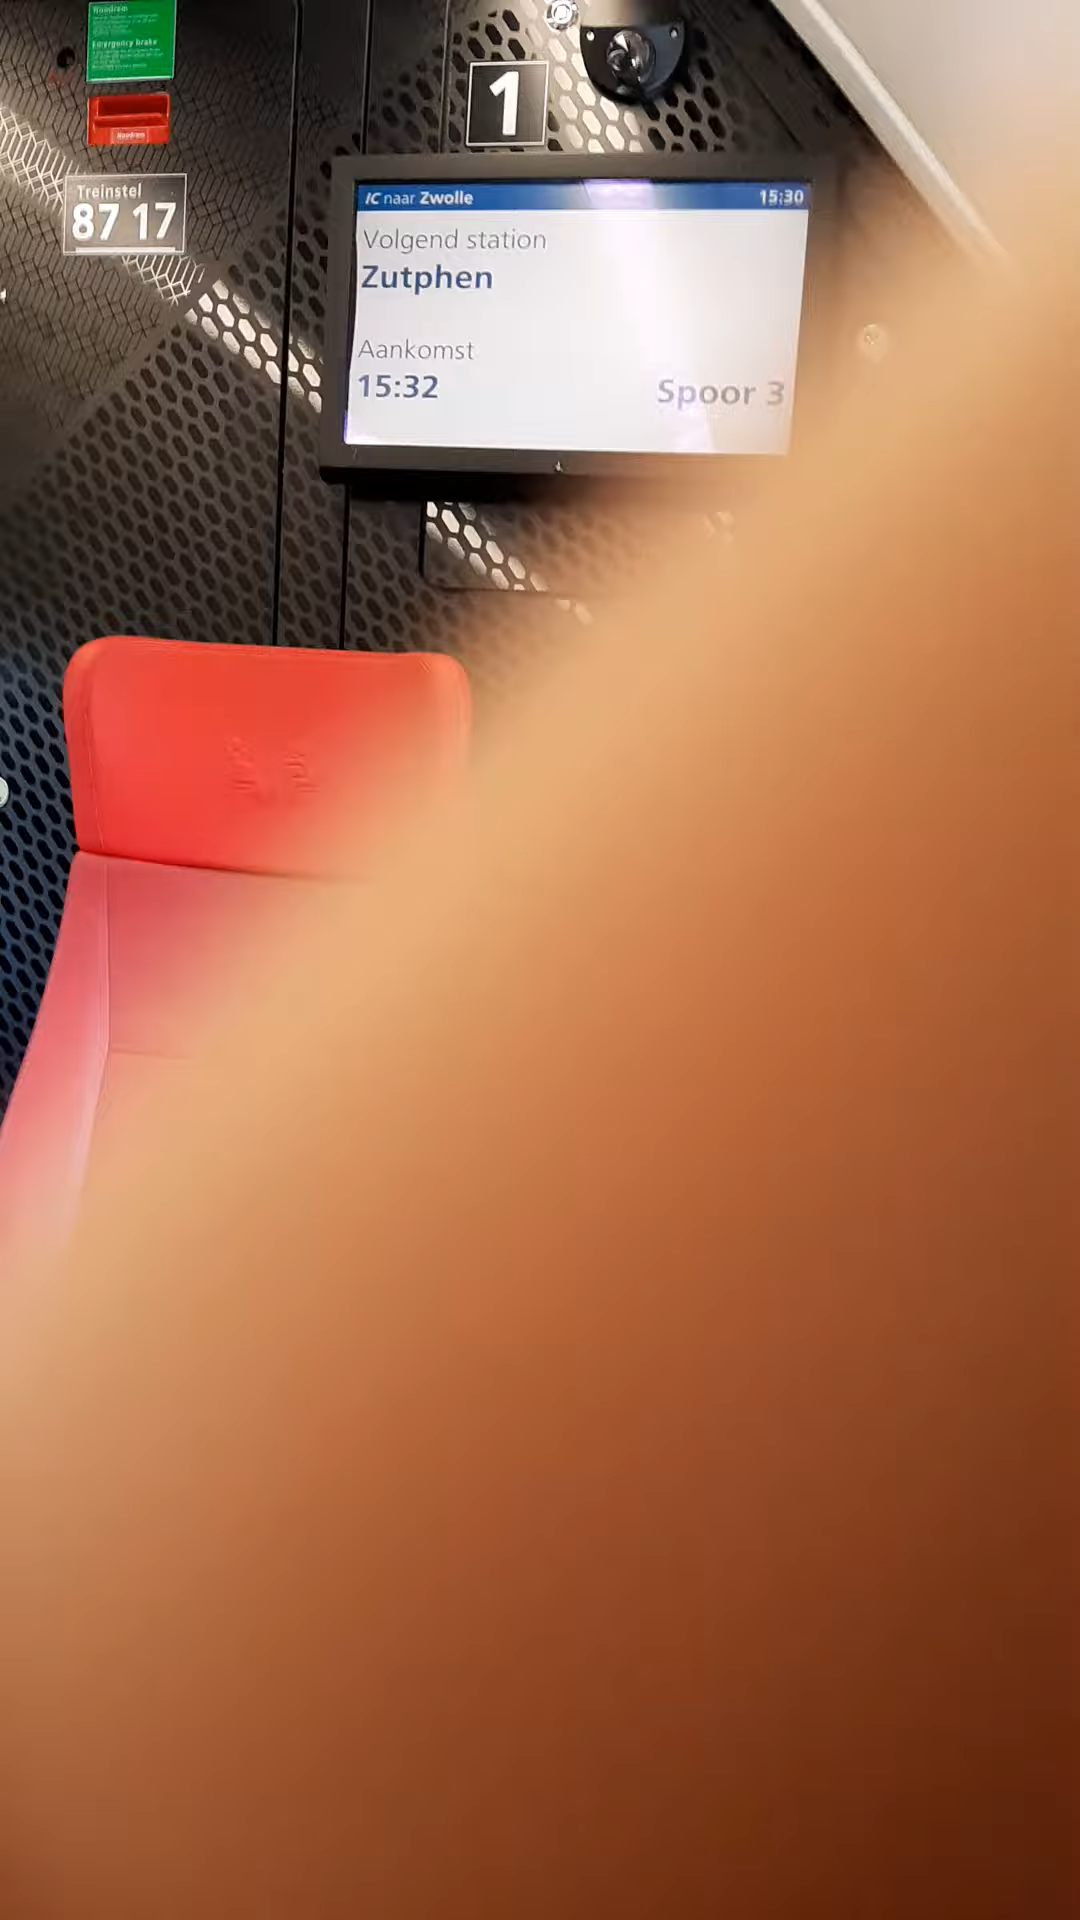 Noodrem
Emergency brake
Noodrem
Treinstel
87 17
1
IC naar Zwolle 15:30
Volgend station
Zutphen
Aankomst
15:32 Spoor 3